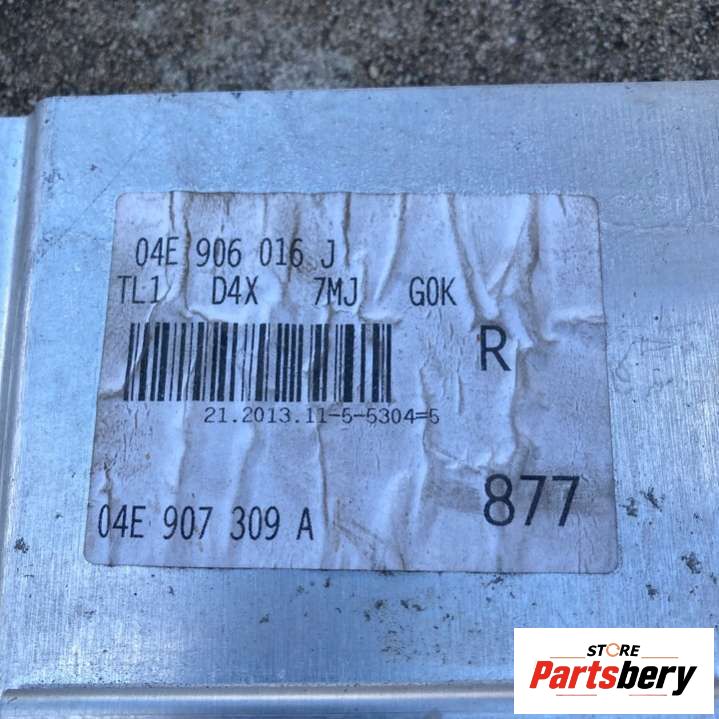 04E 906 016 J
TL1 D4X 7MJ G0K
R
21.2013.11-5-5304=5
04E 907 309 A
877
STORE
Partsbery